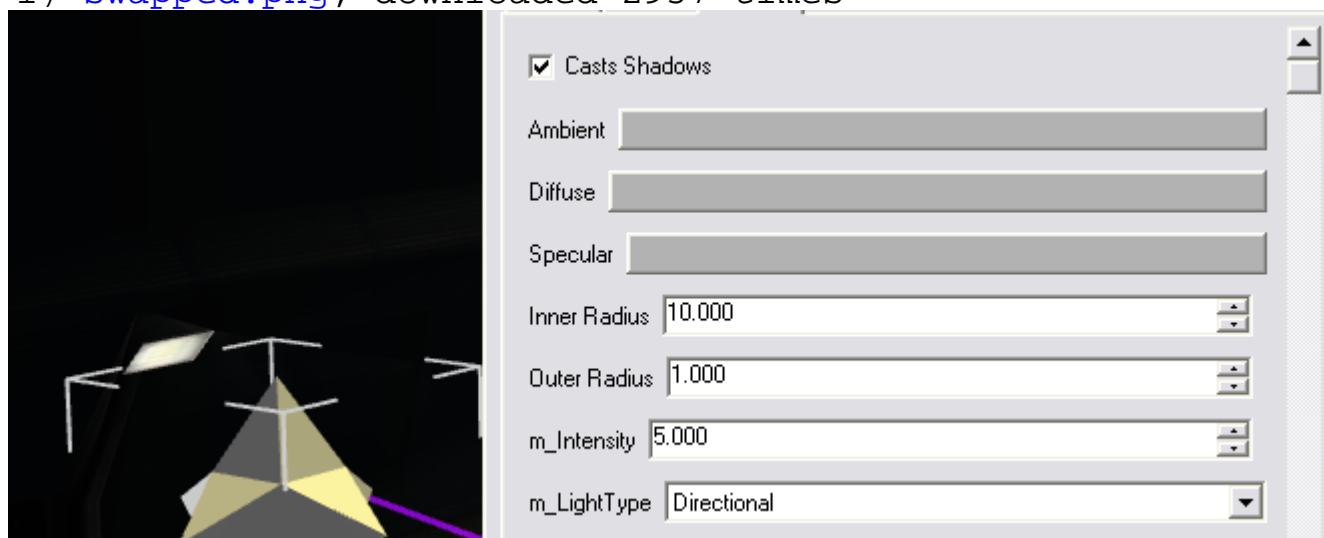 Casts Shadows
Ambient
Diffuse
Specular
Inner Radius 10.000
Outer Radius 1.000
m_Intensity 5.000
m_LightType Directional